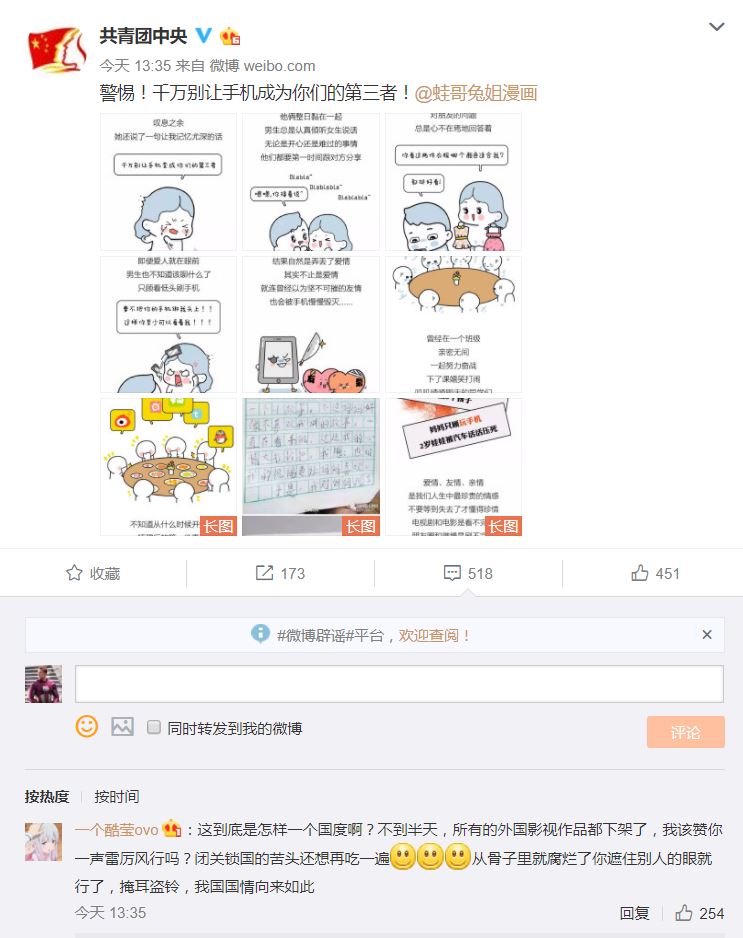 共青团中央
今天 13:35 来自 微博 weibo.com
警惕！千万别让手机成为你们的第三者！@蛙哥兔姐漫画
叹息之余
她还说了一句让我记忆尤深的话
千万别让手机变成你们的第三者
他俩整日黏在一起
男生总是认真倾听女生说话
无论是开心还是难过的事情
他们都要第一时间跟对方分享
Blabla~
Blablabla~
Blablabla~
嗯嗯,你接着说~
对朋友的问题
总是心不在焉地回答着
你看这两件衣服哪个颜色适合我?
都挺好看!
即便爱人就在眼前
男生也不知道该聊什么了
只顾着低头刷手机
要不把你的手机绑我头上!!!
这样你至少可以看看我!!!
结果自然是弄丢了爱情
其实不止是爱情
就连曾经以为坚不可摧的友情
也会被手机慢慢毁灭……
曾经在一个班级
亲密无间
一起努力奋战
下了课嬉笑打闹
不知道从什么时候开
长图
长图
妈妈只顾玩手机
2岁娃娃被汽车活活压死
爱情、友情、亲情
是我们人生中最珍贵的情感
不要等到失去了才懂得珍惜
电视剧和电影是看不完
长图
收藏
173
518
451
#微博辟谣#平台，欢迎查阅！
×
同时转发到我的微博
评论
按热度
按时间
一个酷莹ovo：这到底是怎样一个国度啊？不到半天，所有的外国影视作品都下架了，我该赞你
一声雷厉风行吗？闭关锁国的苦头还想再吃一遍从骨子里就腐烂了你遮住别人的眼就
行了，掩耳盗铃，我国国情向来如此
今天 13:35
回复
254